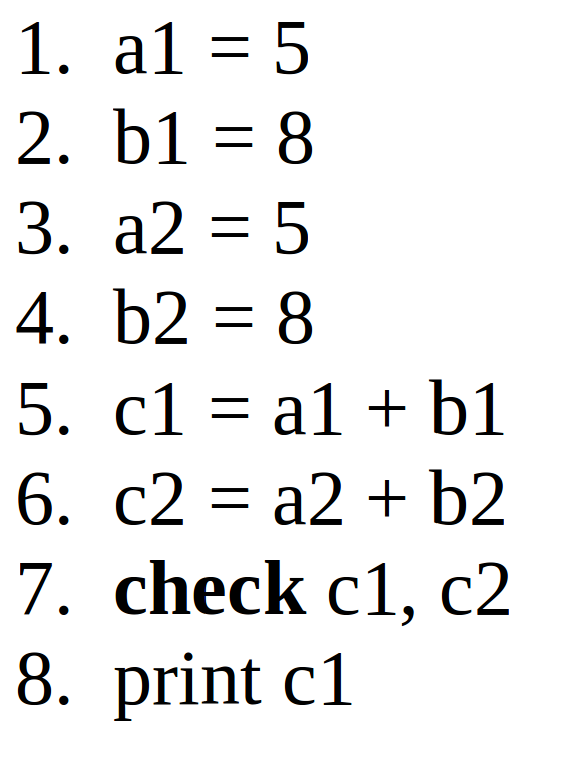 1. a1 = 5
2. b1 = 8
3. a2 = 5
4. b2 = 8
5. c1 = a1 + b1
6. c2 = a2 + b2
7. check c1, c2
8. print c1